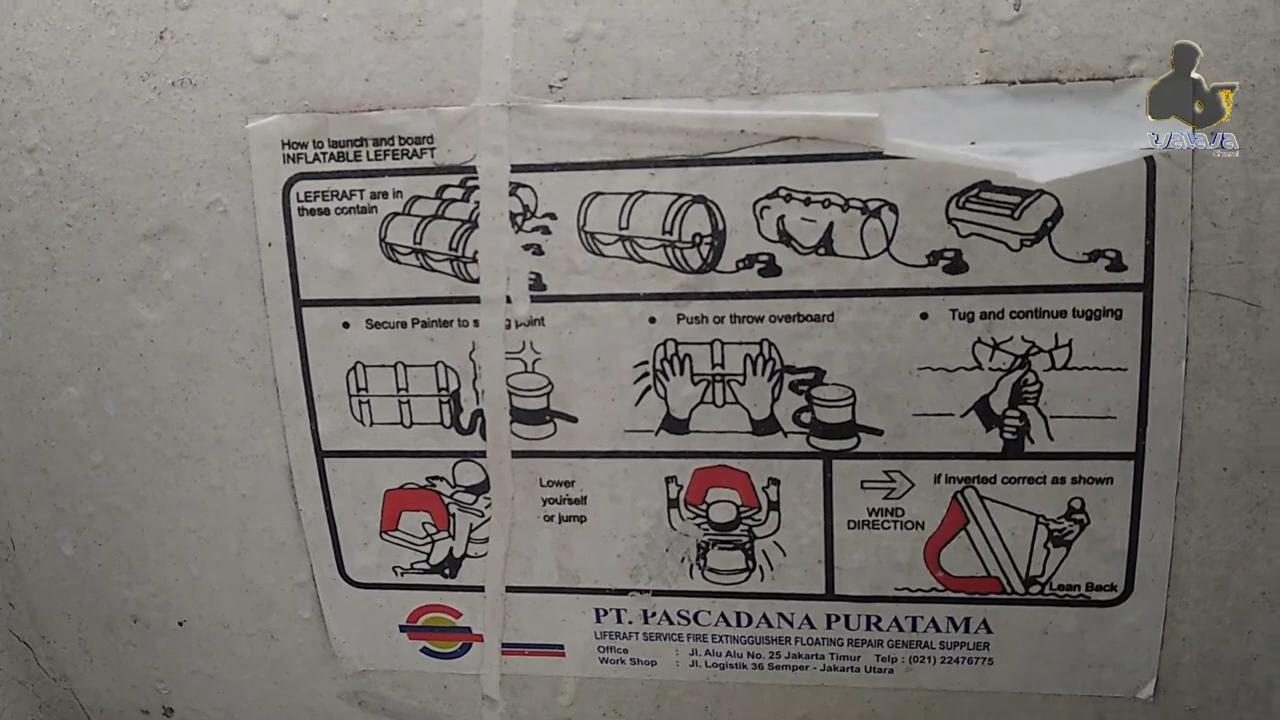 How to launch and board
INFLATABLE LEFERAFT
LEFERAFT are in
these contain
• Secure Painter to s g point
• Push or throw overboard
• Tug and continue tugging
Lower
yourself
or jump
WIND
DIRECTION
if inverted correct as shown
Lean Back
PT. PASCADANA PURATAMA
LIFERAFT SERVICE FIRE EXTINGGUISHER FLOATING REPAIR GENERAL SUPPLIER
Office : Jl. Alu Alu No. 25 Jakarta Timur Telp : (021) 22476775
Work Shop : Jl. Logistik 36 Semper - Jakarta Utara